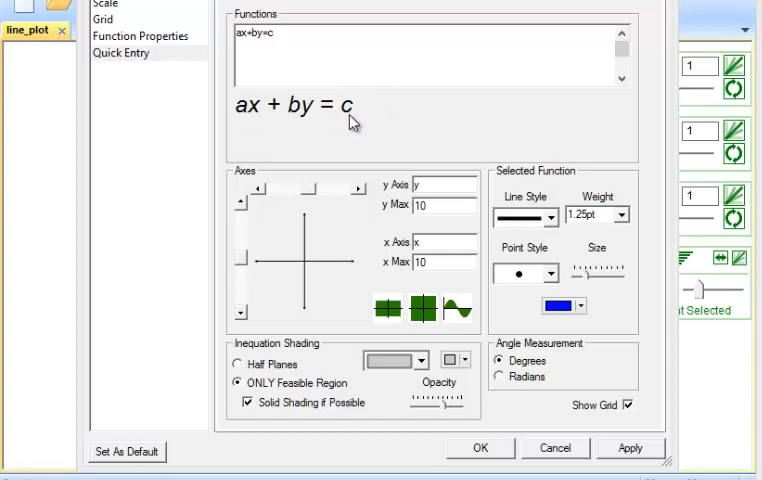 line_plot
Scale
Grid
Function Properties
Quick Entry
Functions
ax+by=c
ax + by = c
Axes
y Axis y
y Max 10
x Axis x
x Max 10
Selected Function
Line Style
Weight
1.25pt
Point Style
Size
Inequation Shading
Half Planes
ONLY Feasible Region
Opacity
Solid Shading if Possible
Angle Measurement
Degrees
Radians
Show Grid
Set As Default
OK
Cancel
Apply
1
1
1
Selected